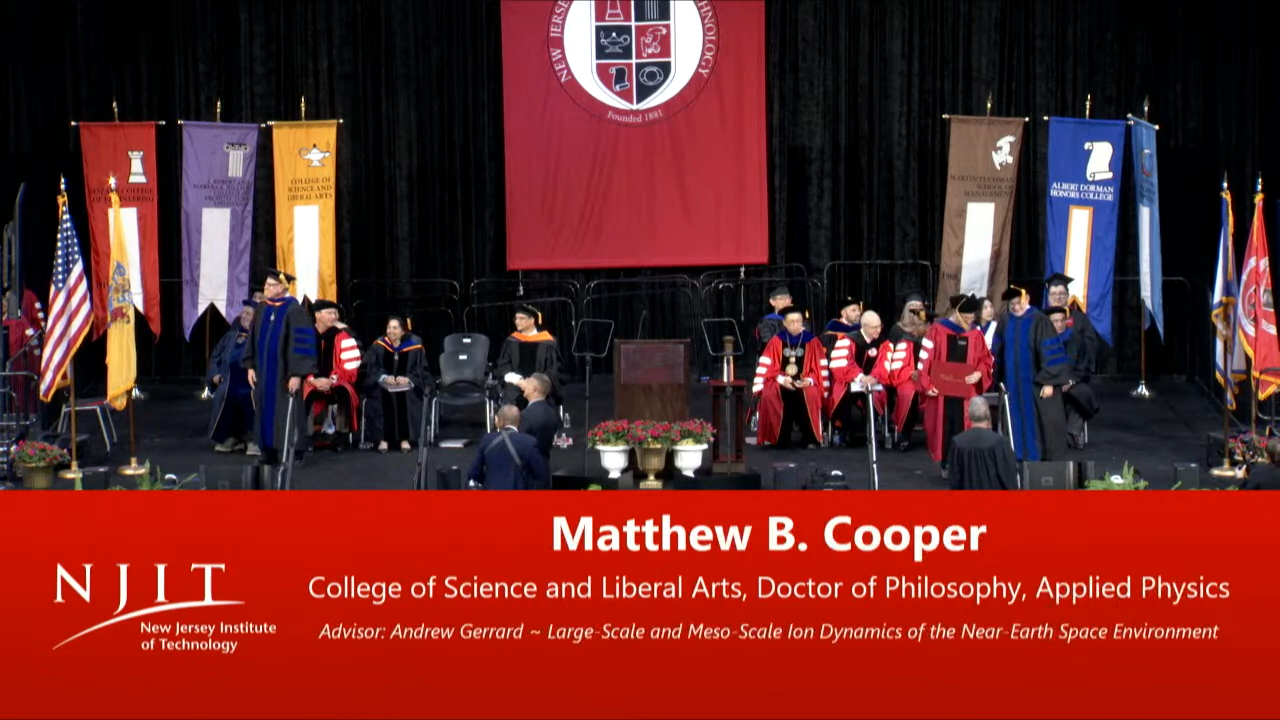 NEW JERSEY
TECHNOLOGY
Founded 1881
COLLEGE OF
SCIENCE AND
LIBERAL ARTS
MARTIN TUCHMAN
SCHOOL OF
MANAGEMENT
ALBERT DORMAN
HONORS COLLEGE
Matthew B. Cooper
College of Science and Liberal Arts, Doctor of Philosophy, Applied Physics
Advisor: Andrew Gerrard ~ Large-Scale and Meso-Scale Ion Dynamics of the Near-Earth Space Environment
NJIT
New Jersey Institute
of Technology